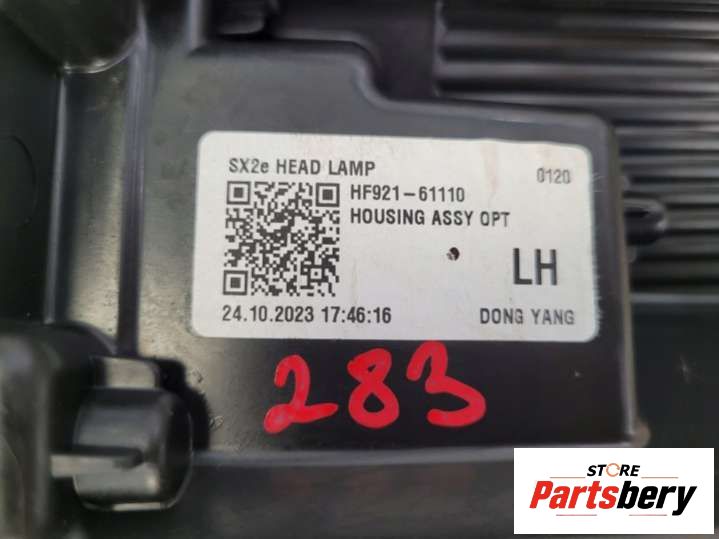 SX2e HEAD LAMP 0120
HF921-61110
HOUSING ASSY OPT
LH
24.10.2023 17:46:16 DONG YANG
283
STORE
Partsbery